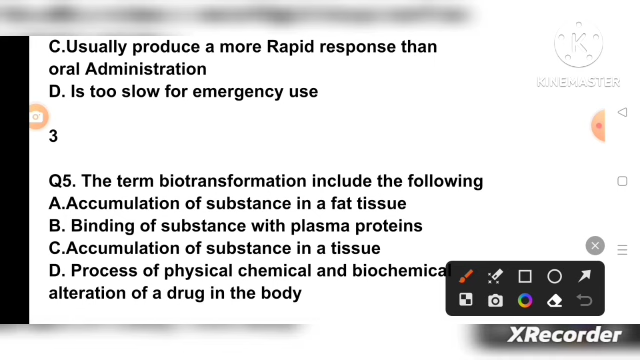 C.Usually produce a more Rapid response than
oral Administration
D. Is too slow for emergency use
3
Q5. The term biotransformation include the following
A.Accumulation of substance in a fat tissue
B. Binding of substance with plasma proteins
C.Accumulation of substance in a tissue
D. Process of physical chemical and biochemical
alteration of a drug in the body
KINEMASTER
XRecorder